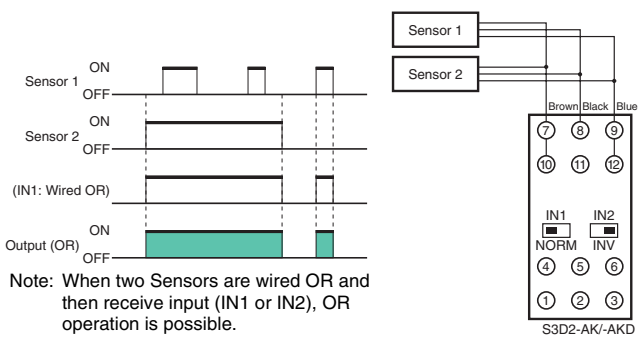 ON
Sensor 1
OFF
ON
Sensor 2
OFF
(IN1: Wired OR)
ON
Output (OR)
OFF
Note: When two Sensors are wired OR and
then receive input (IN1 or IN2), OR
operation is possible.
Sensor 1
Sensor 2
Brown Black Blue
7 8 9
10 11 12
IN1 IN2
NORM INV
4 5 6
1 2 3
S3D2-AK/-AKD